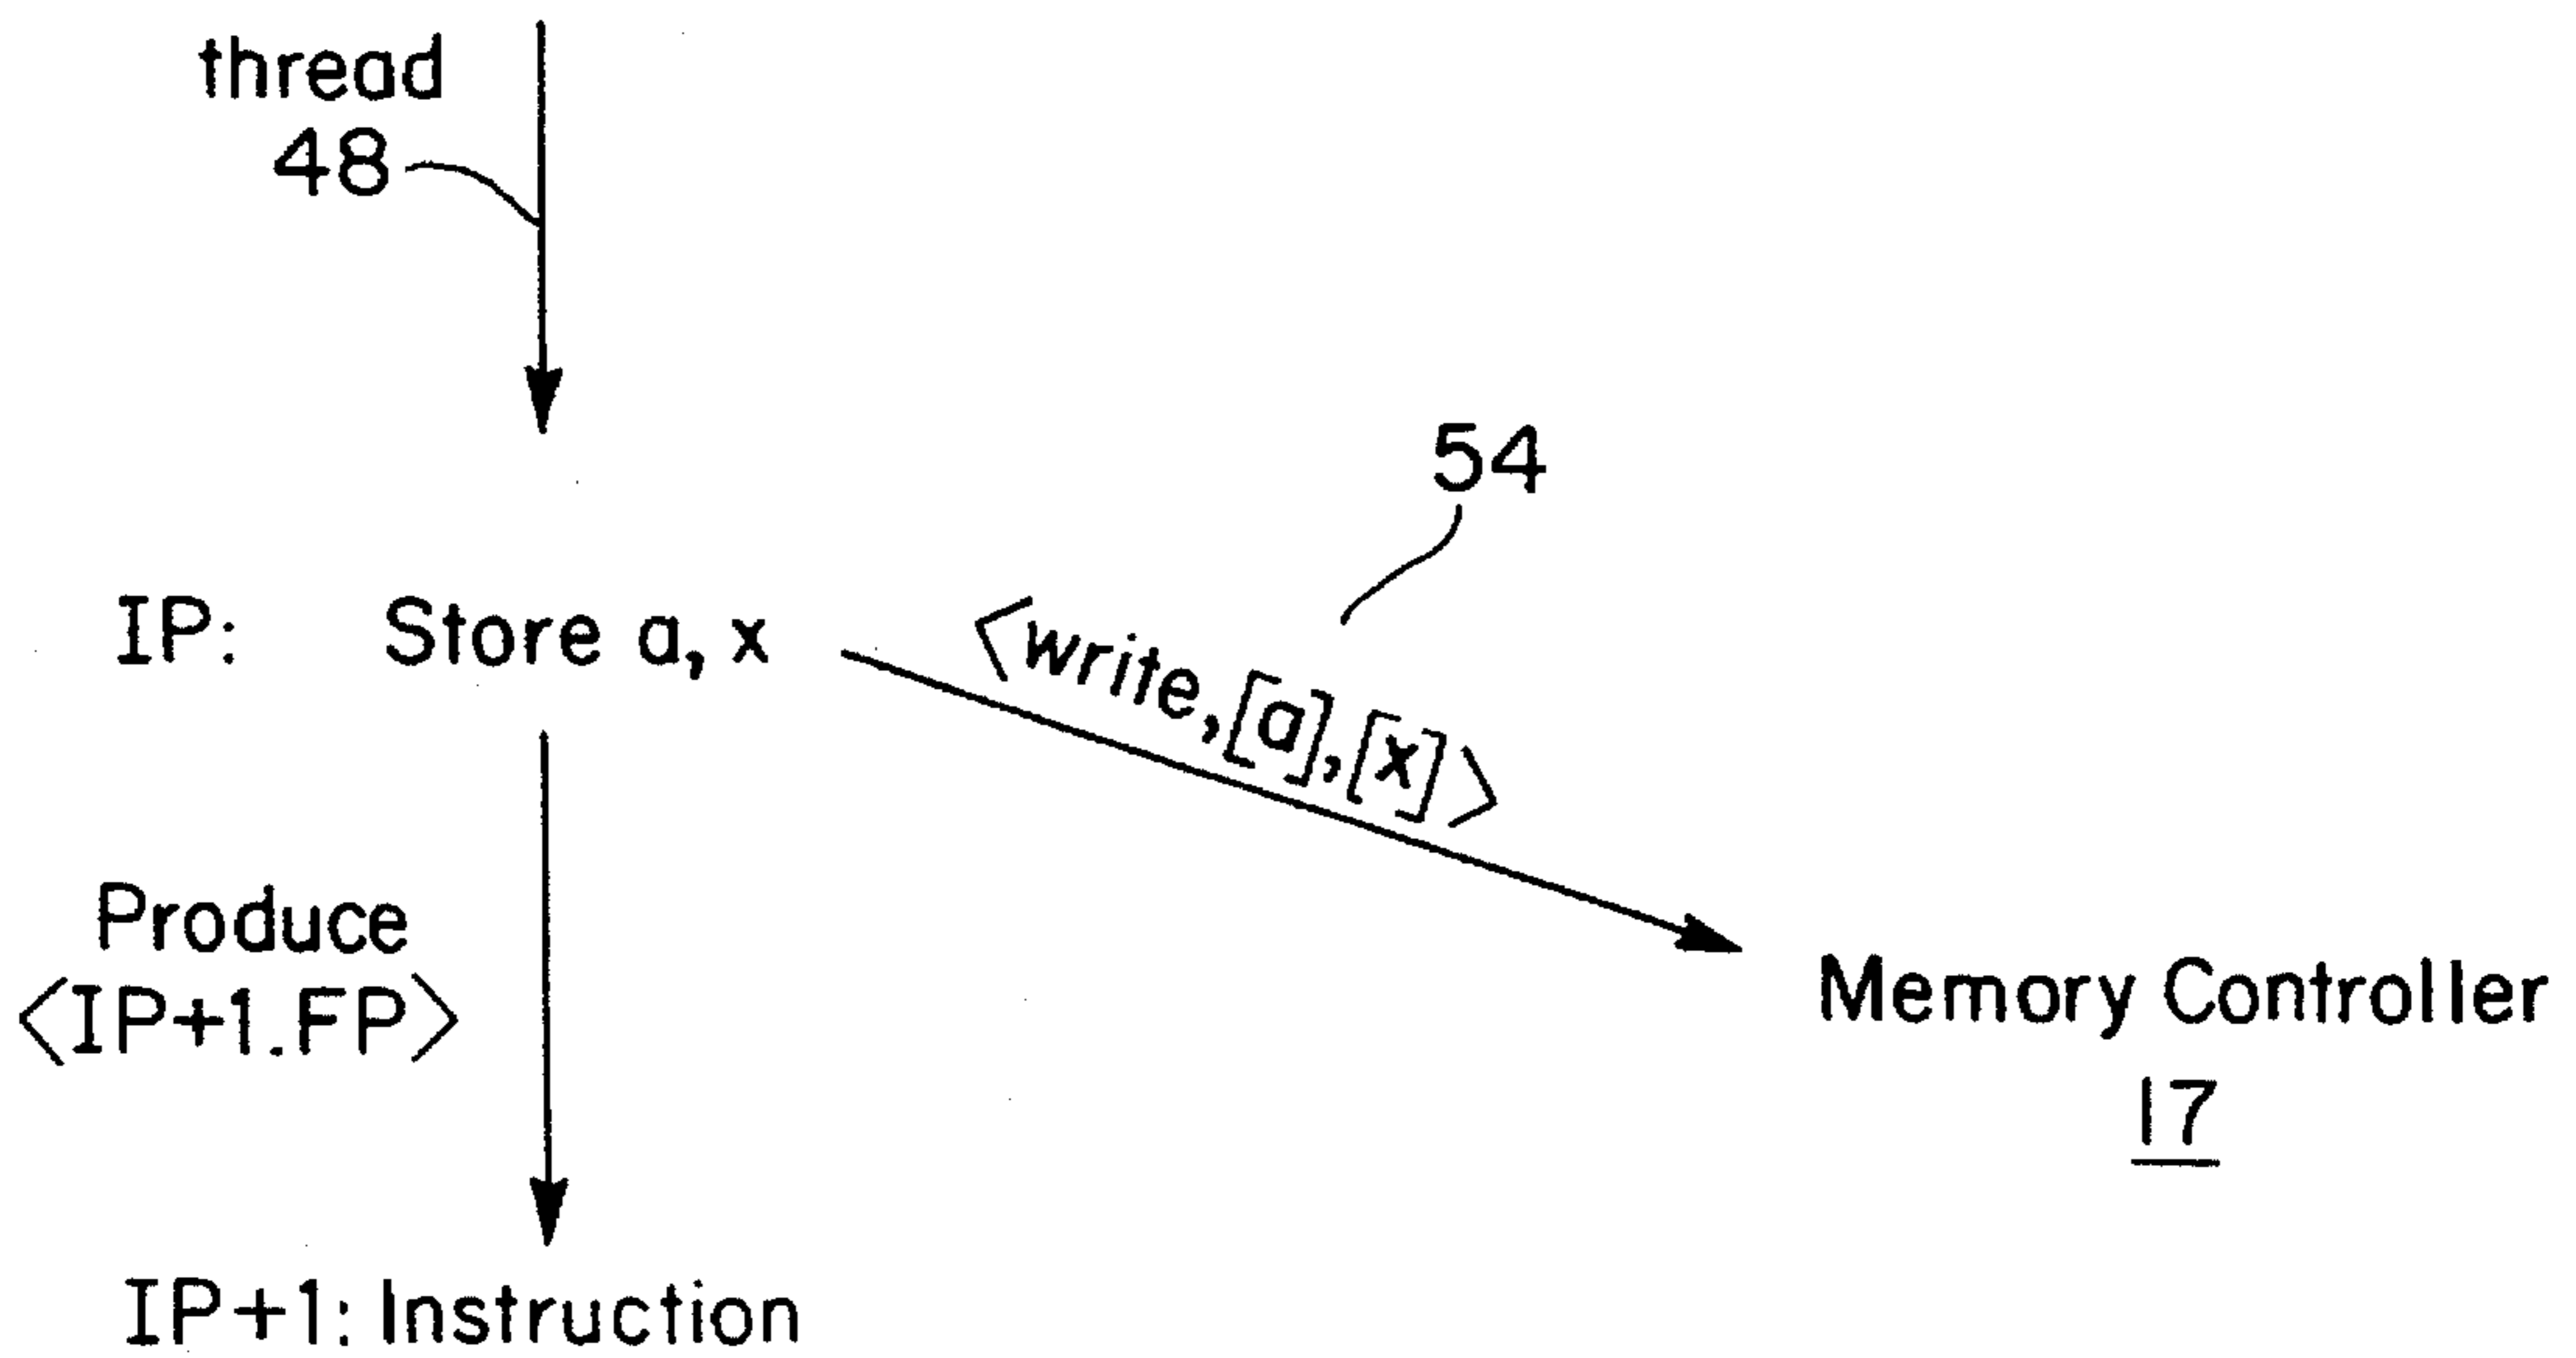 thread
48
54
IP: Store a, x
<write,[a],[x]>
Produce
<IP+1.FP>
Memory Controller
17
IP+1: Instruction